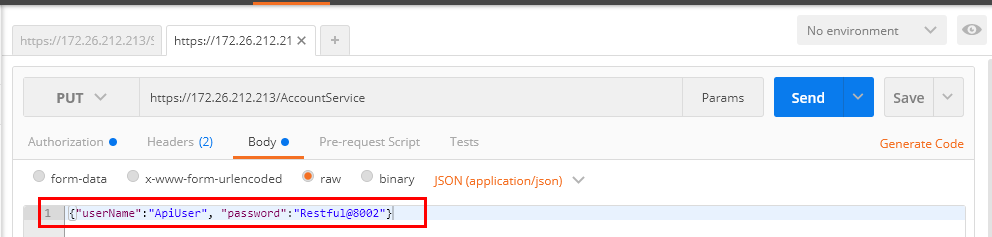 https://172.26.212.213/S
https://172.26.212.21
No environment
PUT
https://172.26.212.213/AccountService
Params
Send
Save
Authorization
Headers (2)
Body
Pre-request Script
Tests
Generate Code
form-data
x-www-form-urlencoded
raw
binary
JSON (application/json)
1 {"userName":"ApiUser", "password":"Restful@8002"}